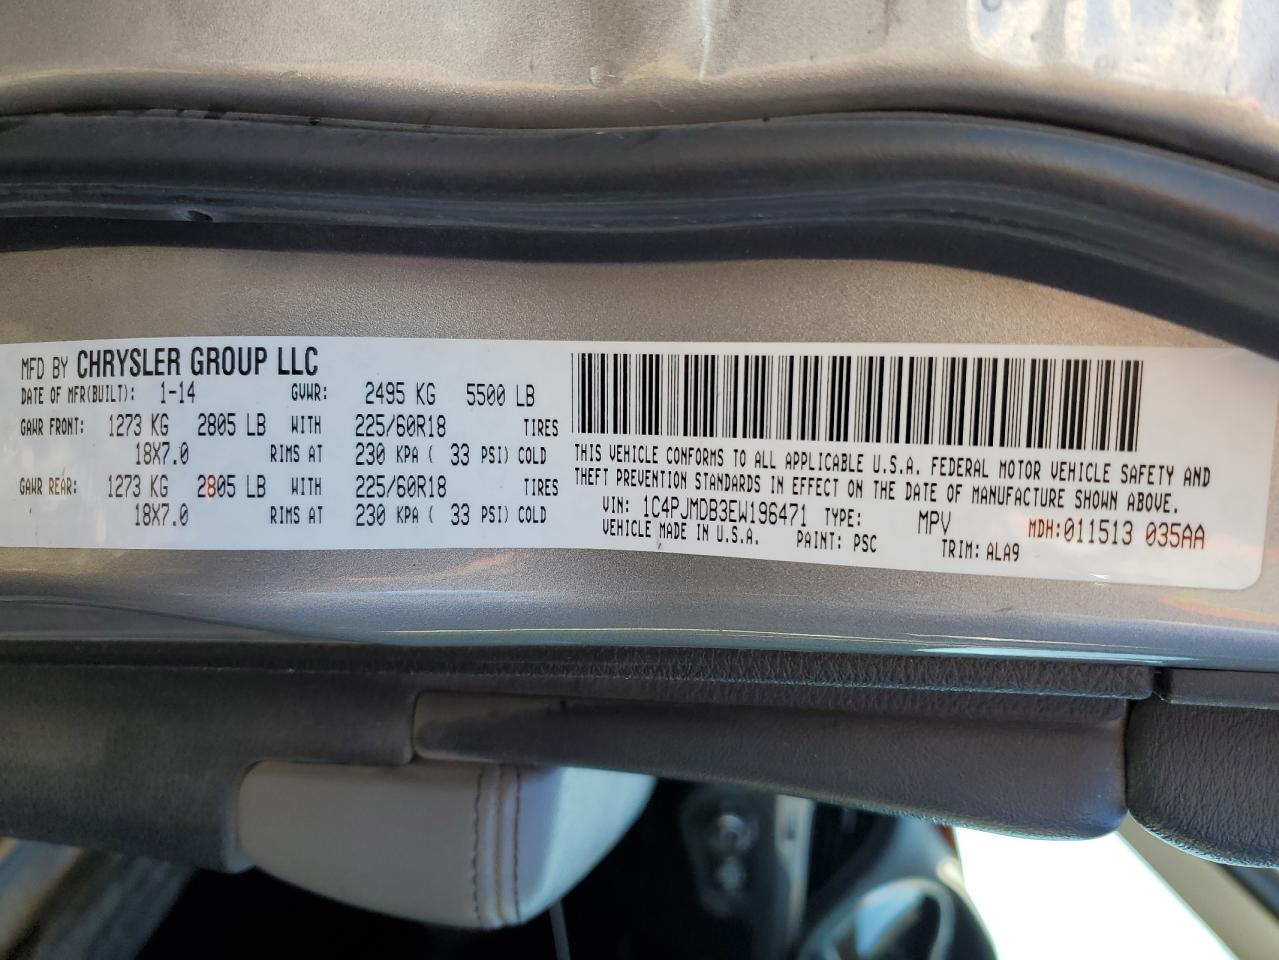 MFD BY CHRYSLER GROUP LLC
DATE OF MFR(BUILT): 1-14 GVWR: 2495 KG 5500 LB
GAWR FRONT: 1273 KG 2805 LB WITH 225/60R18 TIRES
18X7.0 RIMS AT 230 KPA ( 33 PSI) COLD
GAWR REAR: 1273 KG 2805 LB WITH 225/60R18 TIRES
18X7.0 RIMS AT 230 KPA ( 33 PSI) COLD
THIS VEHICLE CONFORMS TO ALL APPLICABLE U.S.A. FEDERAL MOTOR VEHICLE SAFETY AND
THEFT PREVENTION STANDARDS IN EFFECT ON THE DATE OF MANUFACTURE SHOWN ABOVE.
VIN: 1C4PJMDB3EW196471 TYPE: MPV MDH:011513 035AA
VEHICLE MADE IN U.S.A. PAINT: PSC TRIM: ALA9